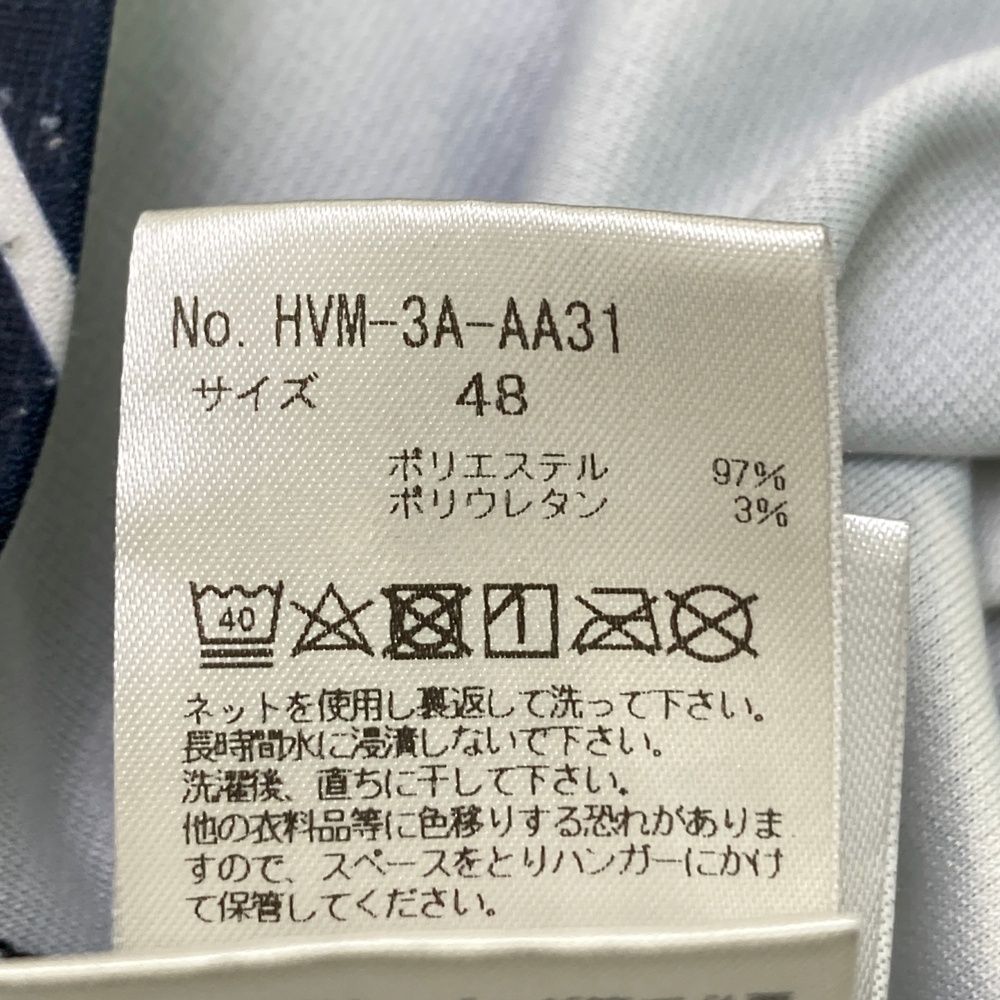 No. HVM-3A-AA31
サイズ 48
ポリエステル 97%
ポリウレタン 3%
40
ネットを使用し裏返して洗って下さい。
長時間水に浸漬しないで下さい。
洗濯後、直ちに干して下さい。
他の衣料品等に色移りする恐れがありま
すので、スペースをとりハンガーにかけ
て保管してください。